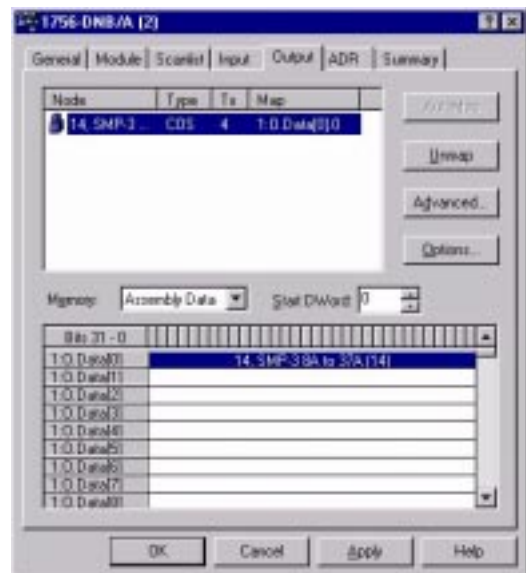 1756-DNB/A (2)
General Module Scanlist Input Output ADR Summary
Node Type Tx Map
14, SMP-3... COS 4 1:O.Data[0].0
AutoMap
Unmap
Advanced...
Options...
Memory: Assembly Data Start DWord: 0
Bits 31 - 0
1:O.Data[0] 14, SMP-3 9A to 37A (14)
1:O.Data[1]
1:O.Data[2]
1:O.Data[3]
1:O.Data[4]
1:O.Data[5]
1:O.Data[6]
1:O.Data[7]
1:O.Data[8]
OK Cancel Apply Help